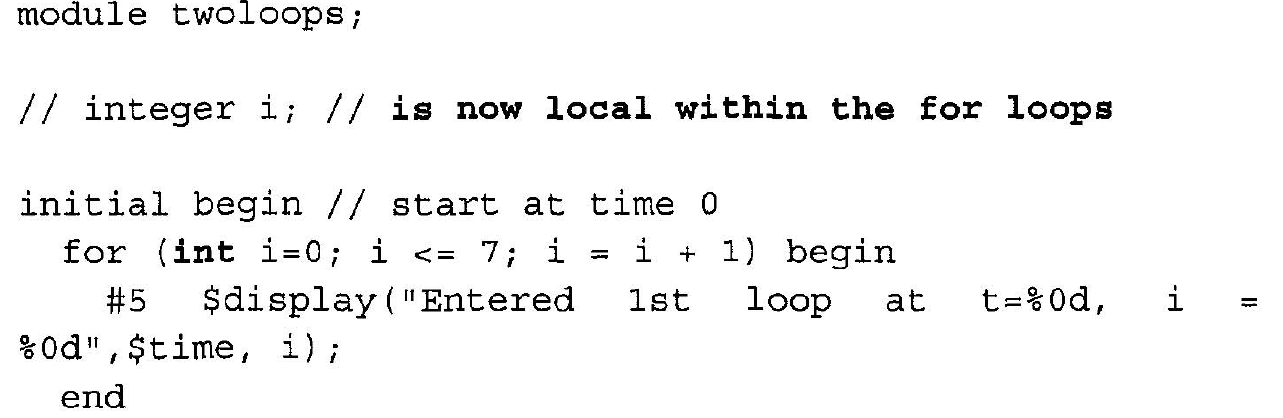 module twoloops;
// integer i; // is now local within the for loops
initial begin // start at time 0
for (int i=0; i <= 7; i = i + 1) begin
#5 $display("Entered 1st loop at t=%0d, i =
%0d",$time, i);
end